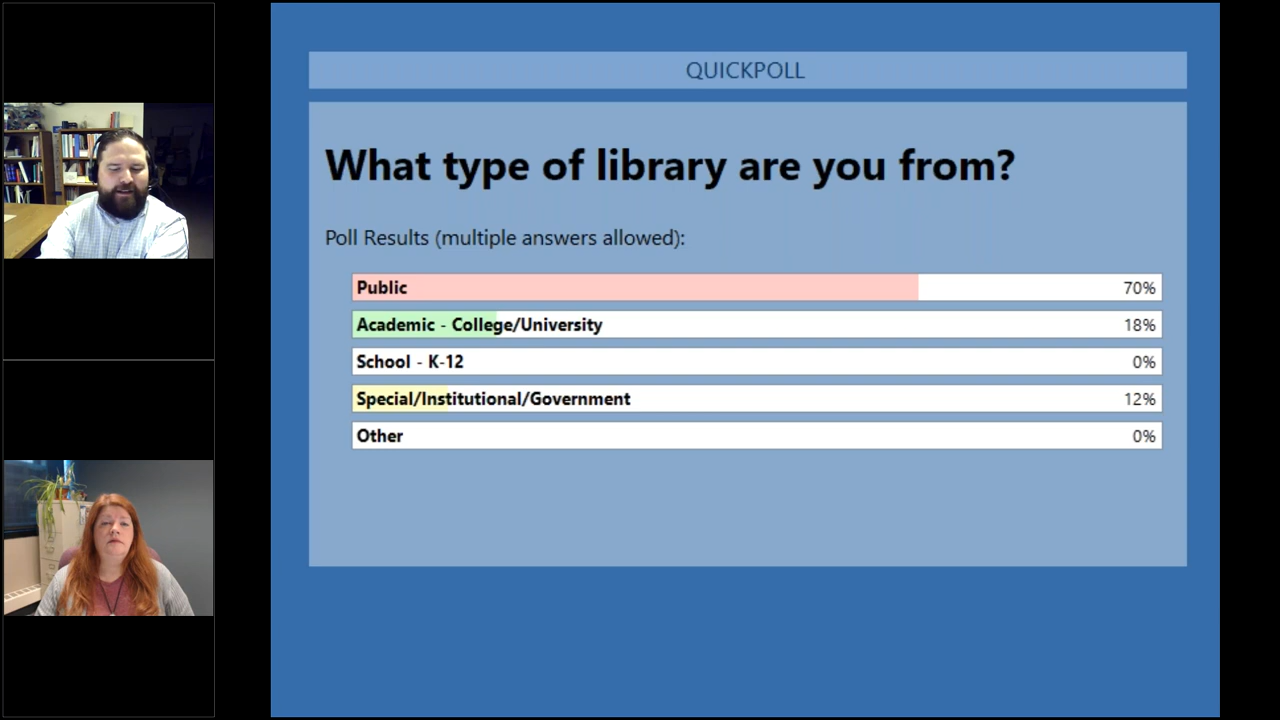 QUICKPOLL
What type of library are you from?
Poll Results (multiple answers allowed):
Public 70%
Academic - College/University 18%
School - K-12 0%
Special/Institutional/Government 12%
Other 0%